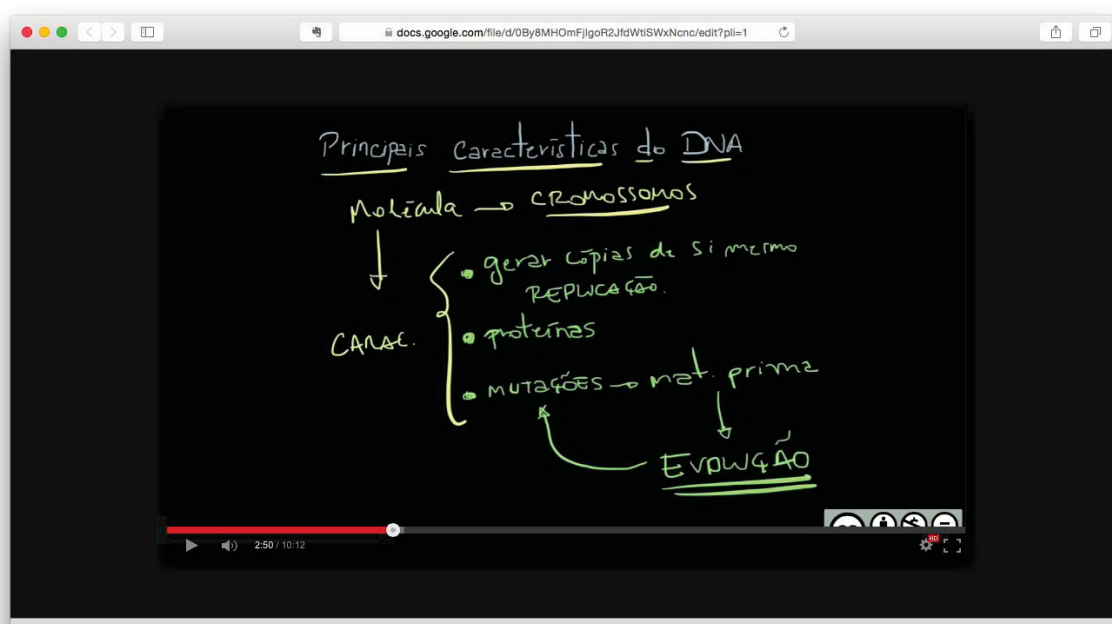 docs.google.com/file/d/0By8MHOmFjIgoR2JfdWtiSWxNcnc/edit?pli=1
Principais Características do DNA
Molécula → CROMOSSOMOS
• gerar cópias de si mesmo
REPLICAÇÃO.
CARAC.
• proteínas
• MUTAÇÕES → mat. prima
EVOLUÇÃO
2:50 / 10:12
HD